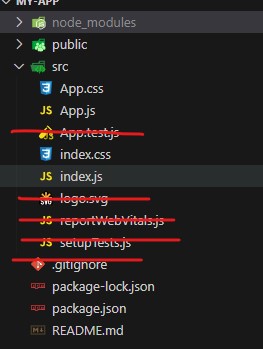 MY-APP
node_modules
public
src
App.css
JS App.js
App.test.js
index.css
JS index.js
logo.svg
JS reportWebVitals.js
JS setupTests.js
.gitignore
package-lock.json
package.json
README.md